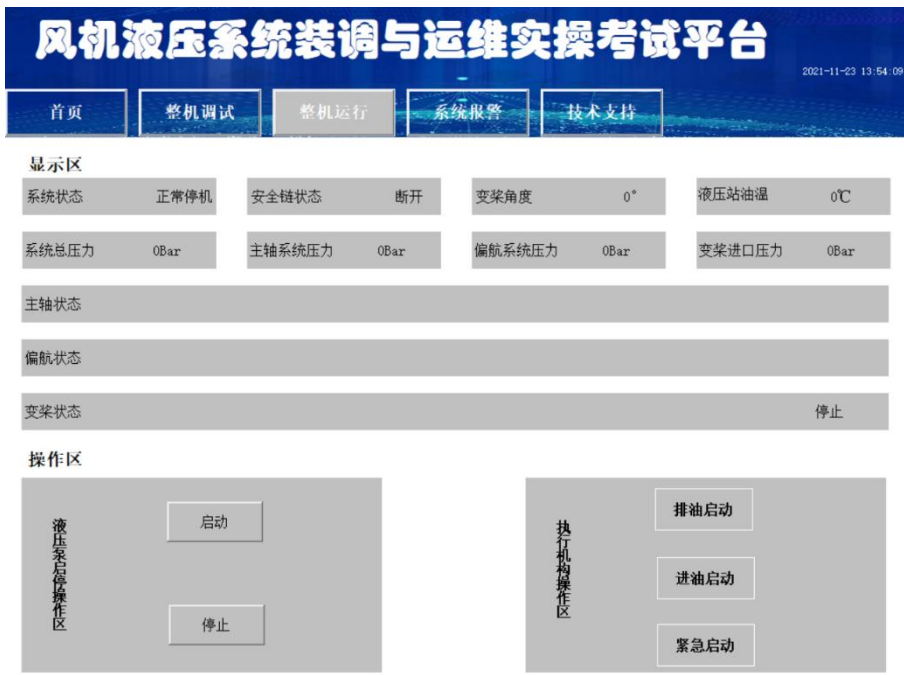 风机液压系统装调与运维实操考试平台
2021-11-23 13:54:09
首页 整机调试 整机运行 系统报警 技术支持
显示区
系统状态 正常停机 安全链状态 断开 变桨角度 0° 液压站油温 0℃
系统总压力 0Bar 主轴系统压力 0Bar 偏航系统压力 0Bar 变桨进口压力 0Bar
主轴状态
偏航状态
变桨状态 停止
操作区
液压泵启停操作区
启动
停止
执行机构操作区
排油启动
进油启动
紧急启动